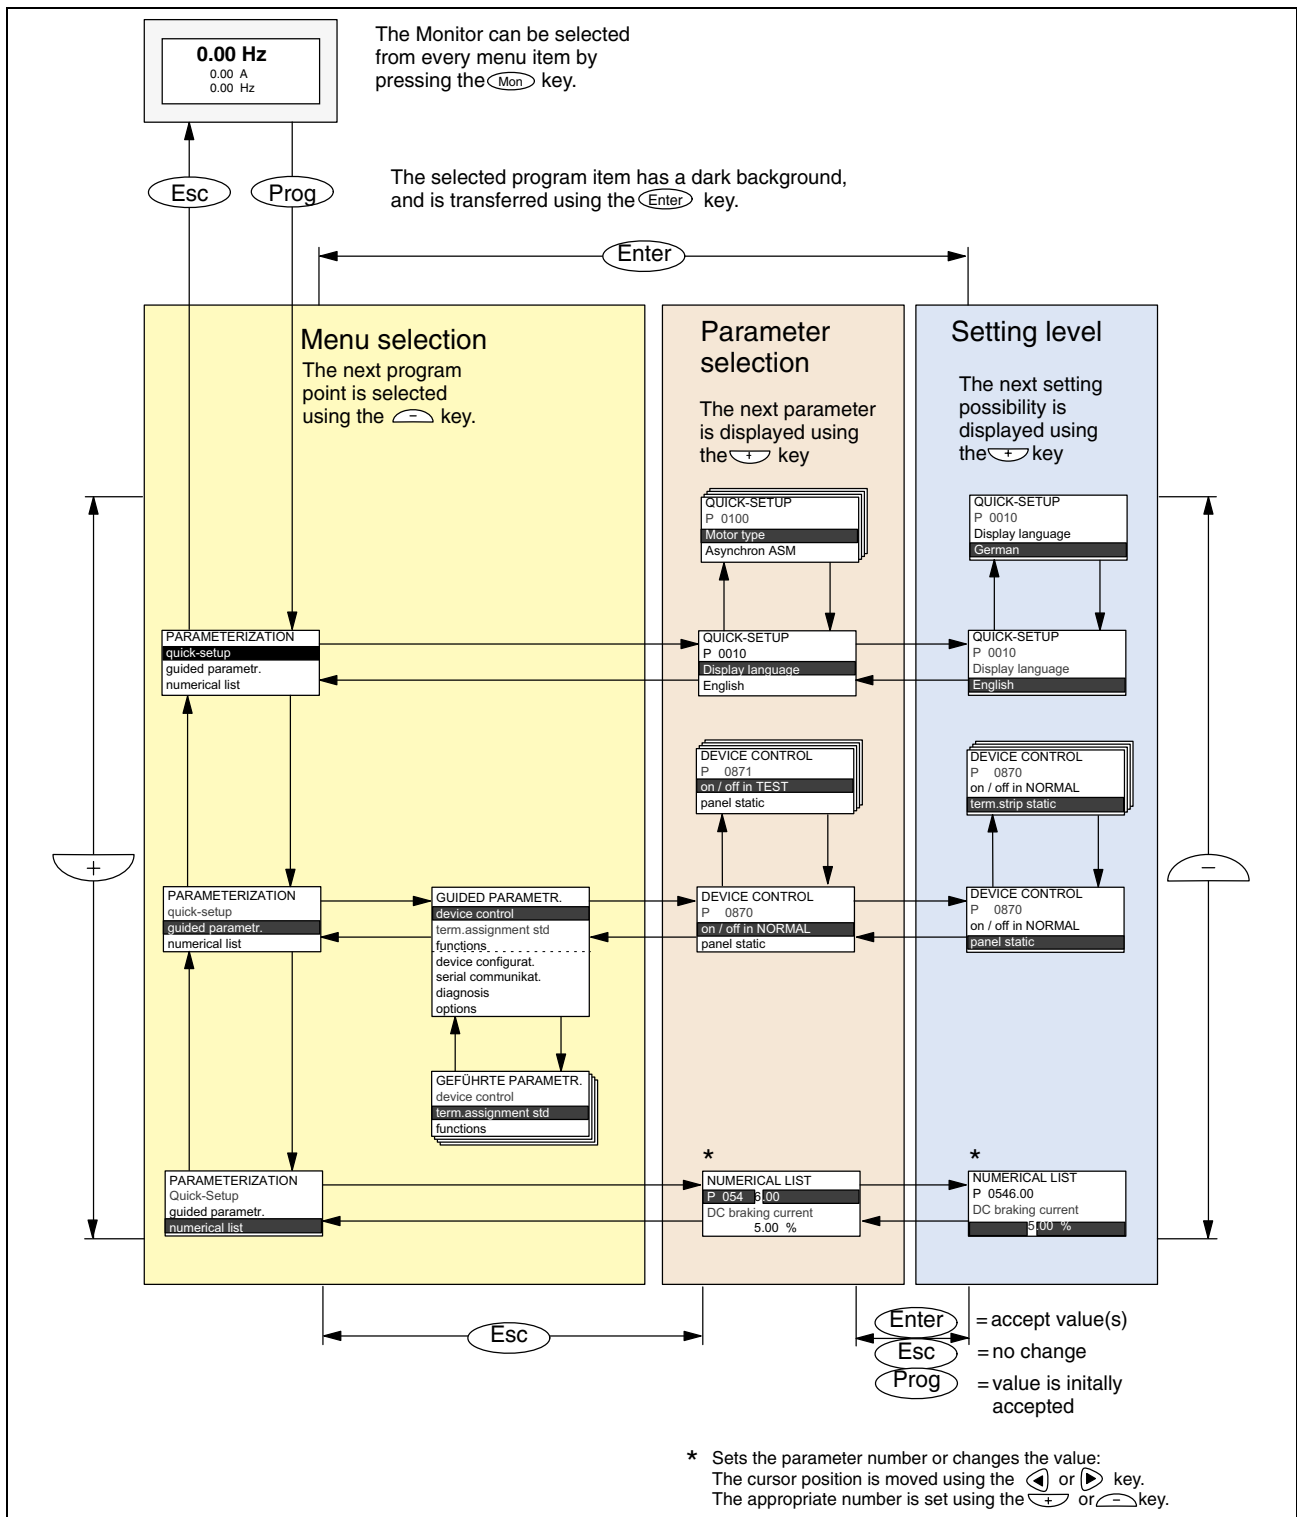 0.00 Hz
0.00 A
0.00 Hz
The Monitor can be selected
from every menu item by
pressing the Mon key.
Esc
Prog
The selected program item has a dark background,
and is transferred using the Enter key.
Enter
Menu selection
The next program
point is selected
using the − key.
Parameter
selection
The next parameter
is displayed using
the + key
Setting level
The next setting
possibility is
displayed using
the + key
QUICK-SETUP
P 0100
Motor type
Asynchron ASM
QUICK-SETUP
P 0010
Display language
German
PARAMETERIZATION
quick-setup
guided parametr.
numerical list
QUICK-SETUP
P 0010
Display language
English
QUICK-SETUP
P 0010
Display language
English
DEVICE CONTROL
P 0871
on / off in TEST
panel static
DEVICE CONTROL
P 0870
on / off in NORMAL
term.strip static
+
−
PARAMETERIZATION
quick-setup
guided parametr.
numerical list
GUIDED PARAMETR.
device control
term.assignment std
functions
device configurat.
serial communikat.
diagnosis
options
DEVICE CONTROL
P 0870
on / off in NORMAL
panel static
DEVICE CONTROL
P 0870
on / off in NORMAL
panel static
GEFÜHRTE PARAMETR.
device control
term.assignment std
functions
PARAMETERIZATION
Quick-Setup
guided parametr.
numerical list
*
NUMERICAL LIST
P 0546.00
DC braking current
5.00 %
*
NUMERICAL LIST
P 0546.00
DC braking current
5.00 %
Esc
Enter = accept value(s)
Esc = no change
Prog = value is initally
accepted
* Sets the parameter number or changes the value:
The cursor position is moved using the ◀ or ▶ key.
The appropriate number is set using the + or − key.